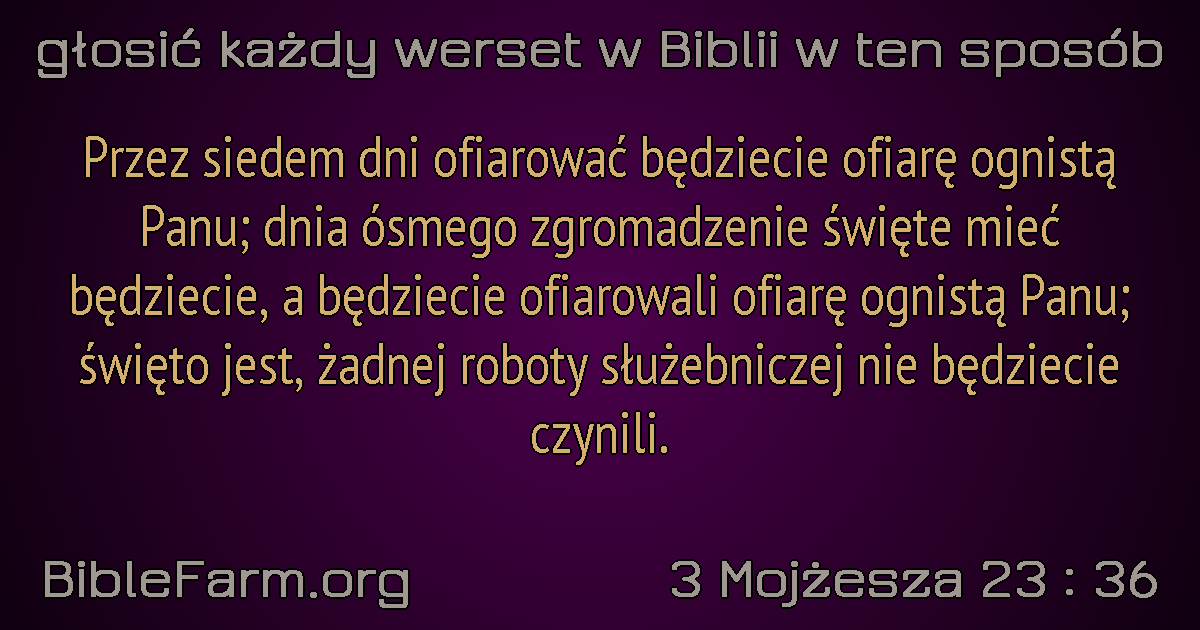 głosić każdy werset w Biblii w ten sposób
Przez siedem dni ofiarować będziecie ofiarę ognistą
Panu; dnia ósmego zgromadzenie święte mieć
będziecie, a będziecie ofiarowali ofiarę ognistą Panu;
święto jest, żadnej roboty służebniczej nie będziecie
czynili.
BibleFarm.org
3 Mojżesza 23 : 36